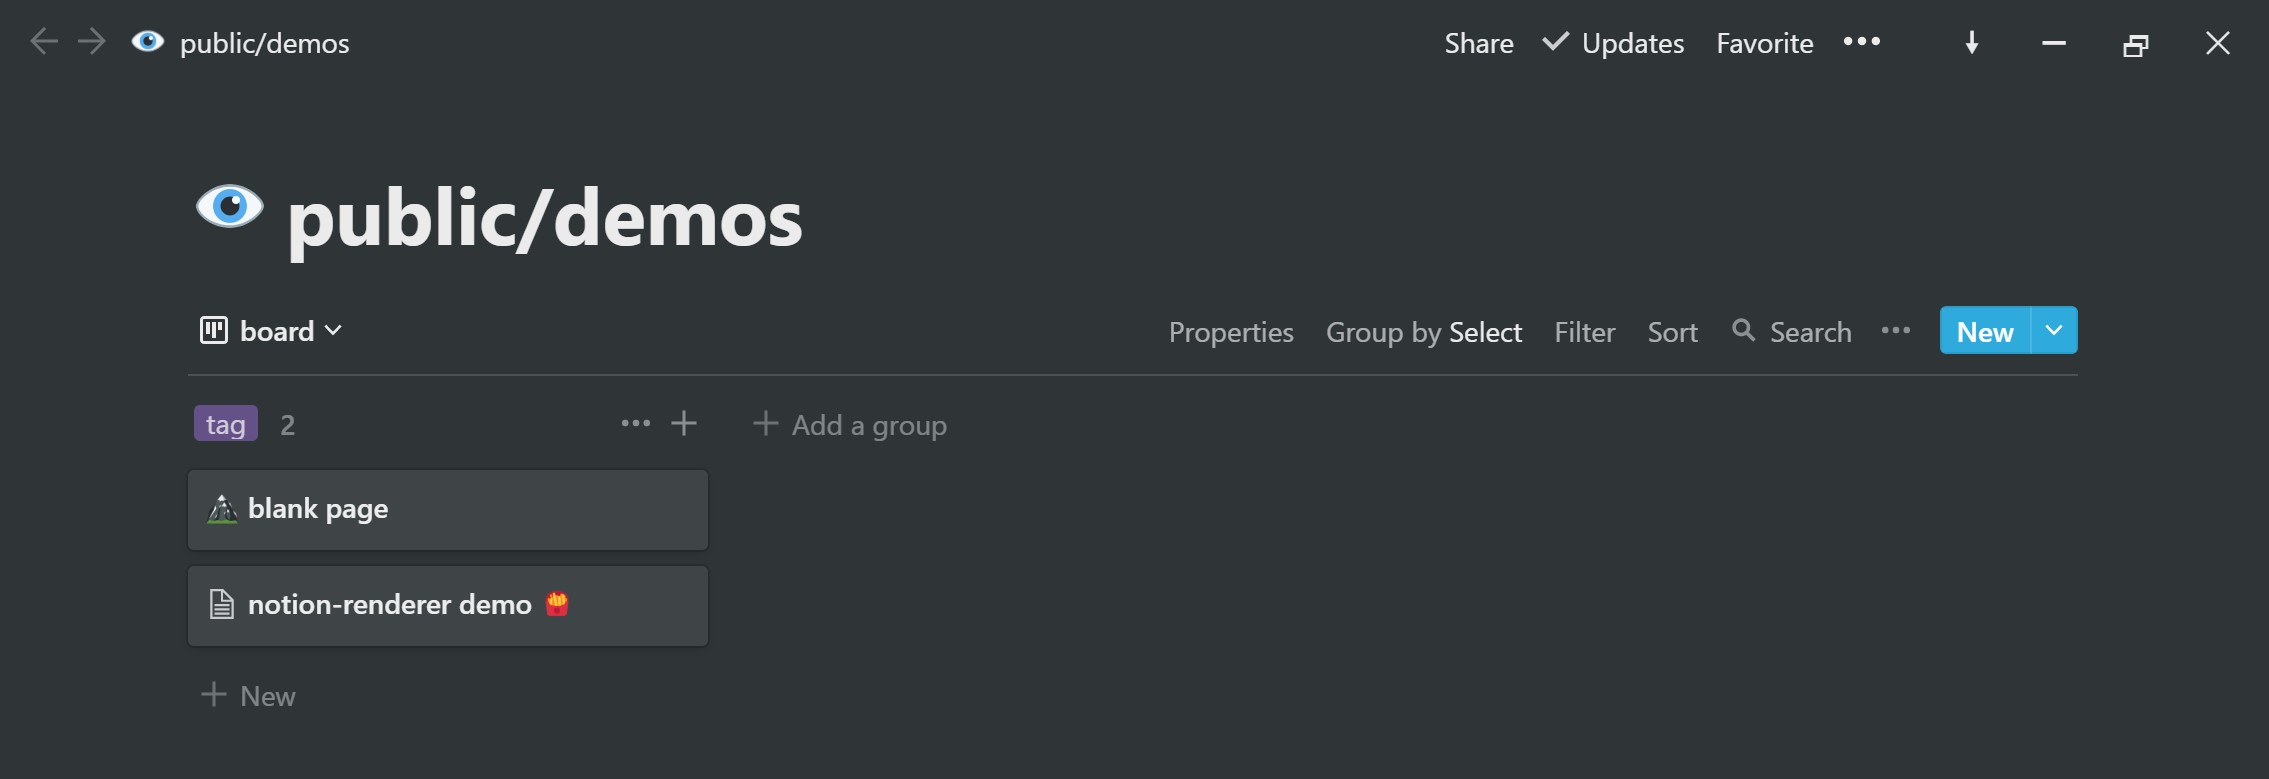 public/demos Share Updates Favorite
public/demos
board Properties Group by Select Filter Sort Search New
tag 2 Add a group
blank page
notion-renderer demo 🍟
New